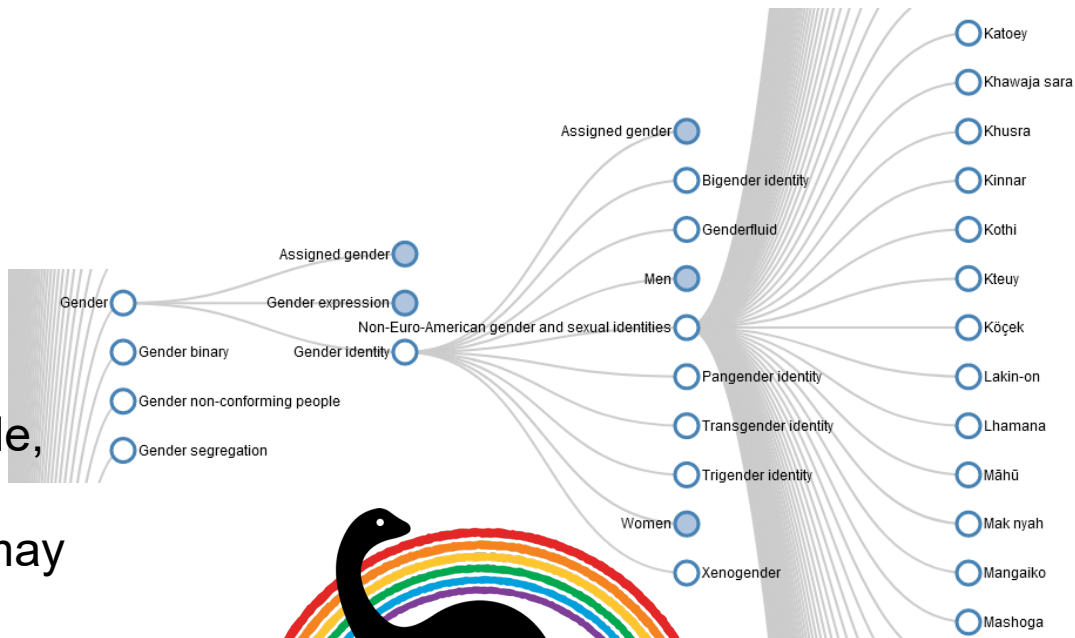 Gender
Gender binary
Gender non-conforming people
Gender segregation
Assigned gender
Gender expression
Gender identity
Assigned gender
Bigender identity
Genderfluid
Men
Non-Euro-American gender and sexual identities
Pangender identity
Transgender identity
Trigender identity
Women
Xenogender
Katoey
Khawaja sara
Khusra
Kinnar
Kothi
Kteuy
Köçek
Lakin-on
Lhamana
Māhū
Mak nyah
Mangaiko
Mashoga